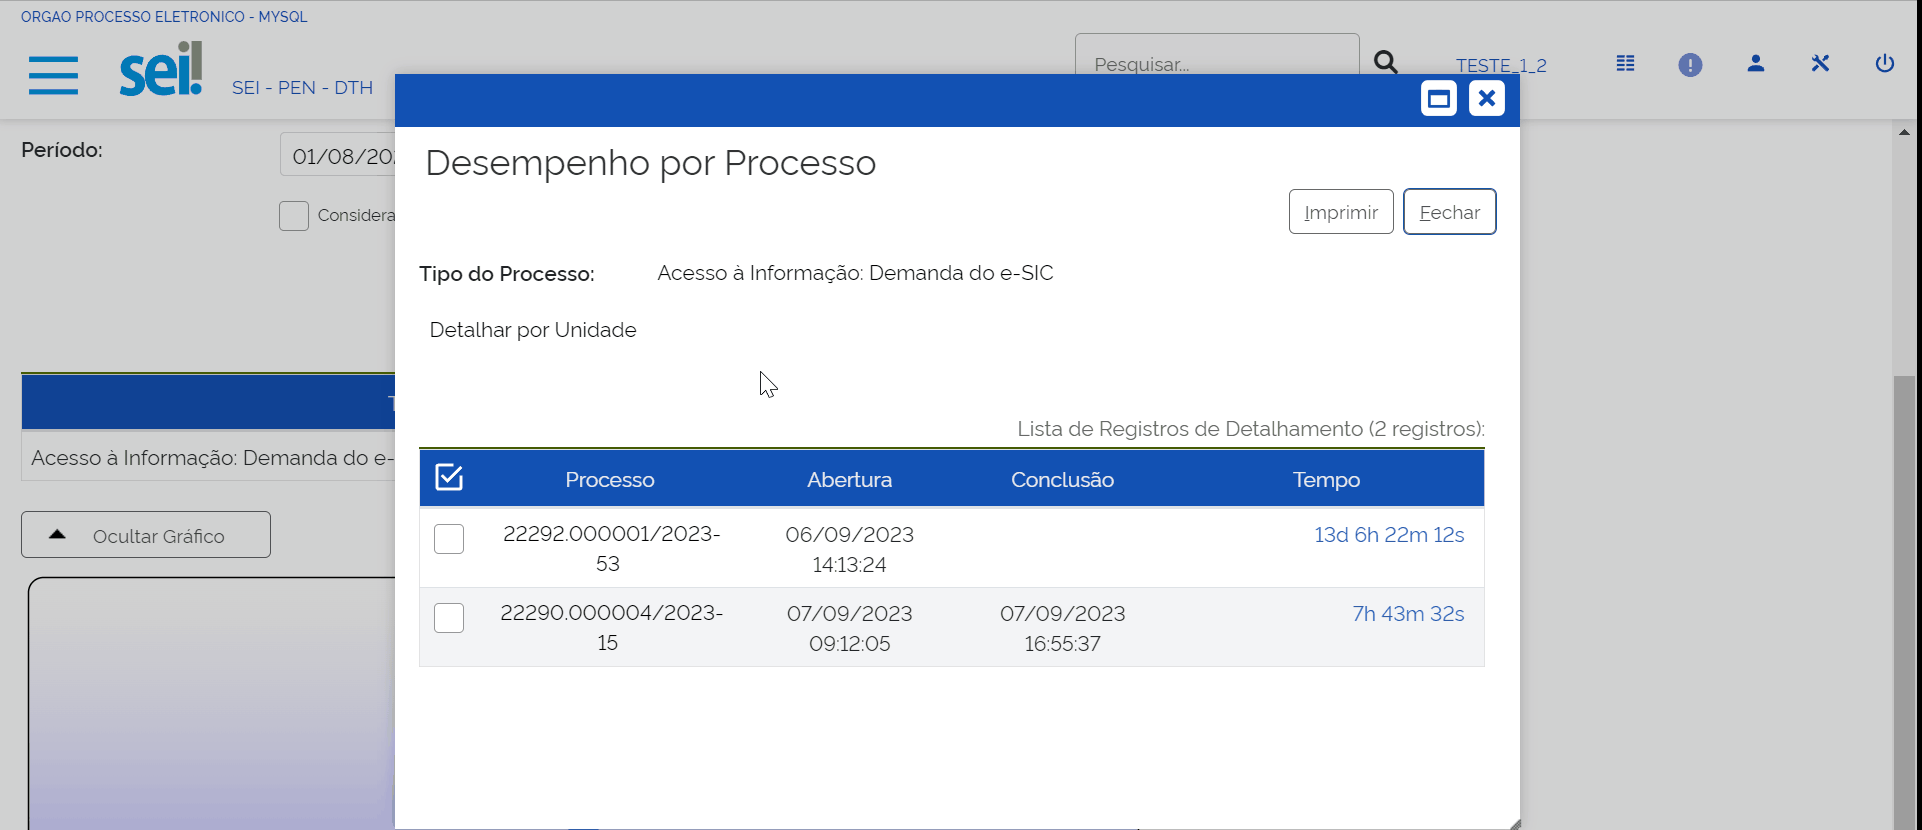 ORGAO PROCESSO ELETRONICO - MYSQL
sei!
SEI - PEN - DTH
Pesquisar...
TESTE_1_2
Período:
01/08/202
Considera
Desempenho por Processo
Imprimir
Fechar
Tipo do Processo:
Acesso à Informação: Demanda do e-SIC
Detalhar por Unidade
Lista de Registros de Detalhamento (2 registros):
Processo Abertura Conclusão Tempo
22292.000001/2023-
53
06/09/2023
14:13:24
13d 6h 22m 12s
22290.000004/2023-
15
07/09/2023
09:12:05
07/09/2023
16:55:37
7h 43m 32s
Acesso à Informação: Demanda do e-
Ocultar Gráfico